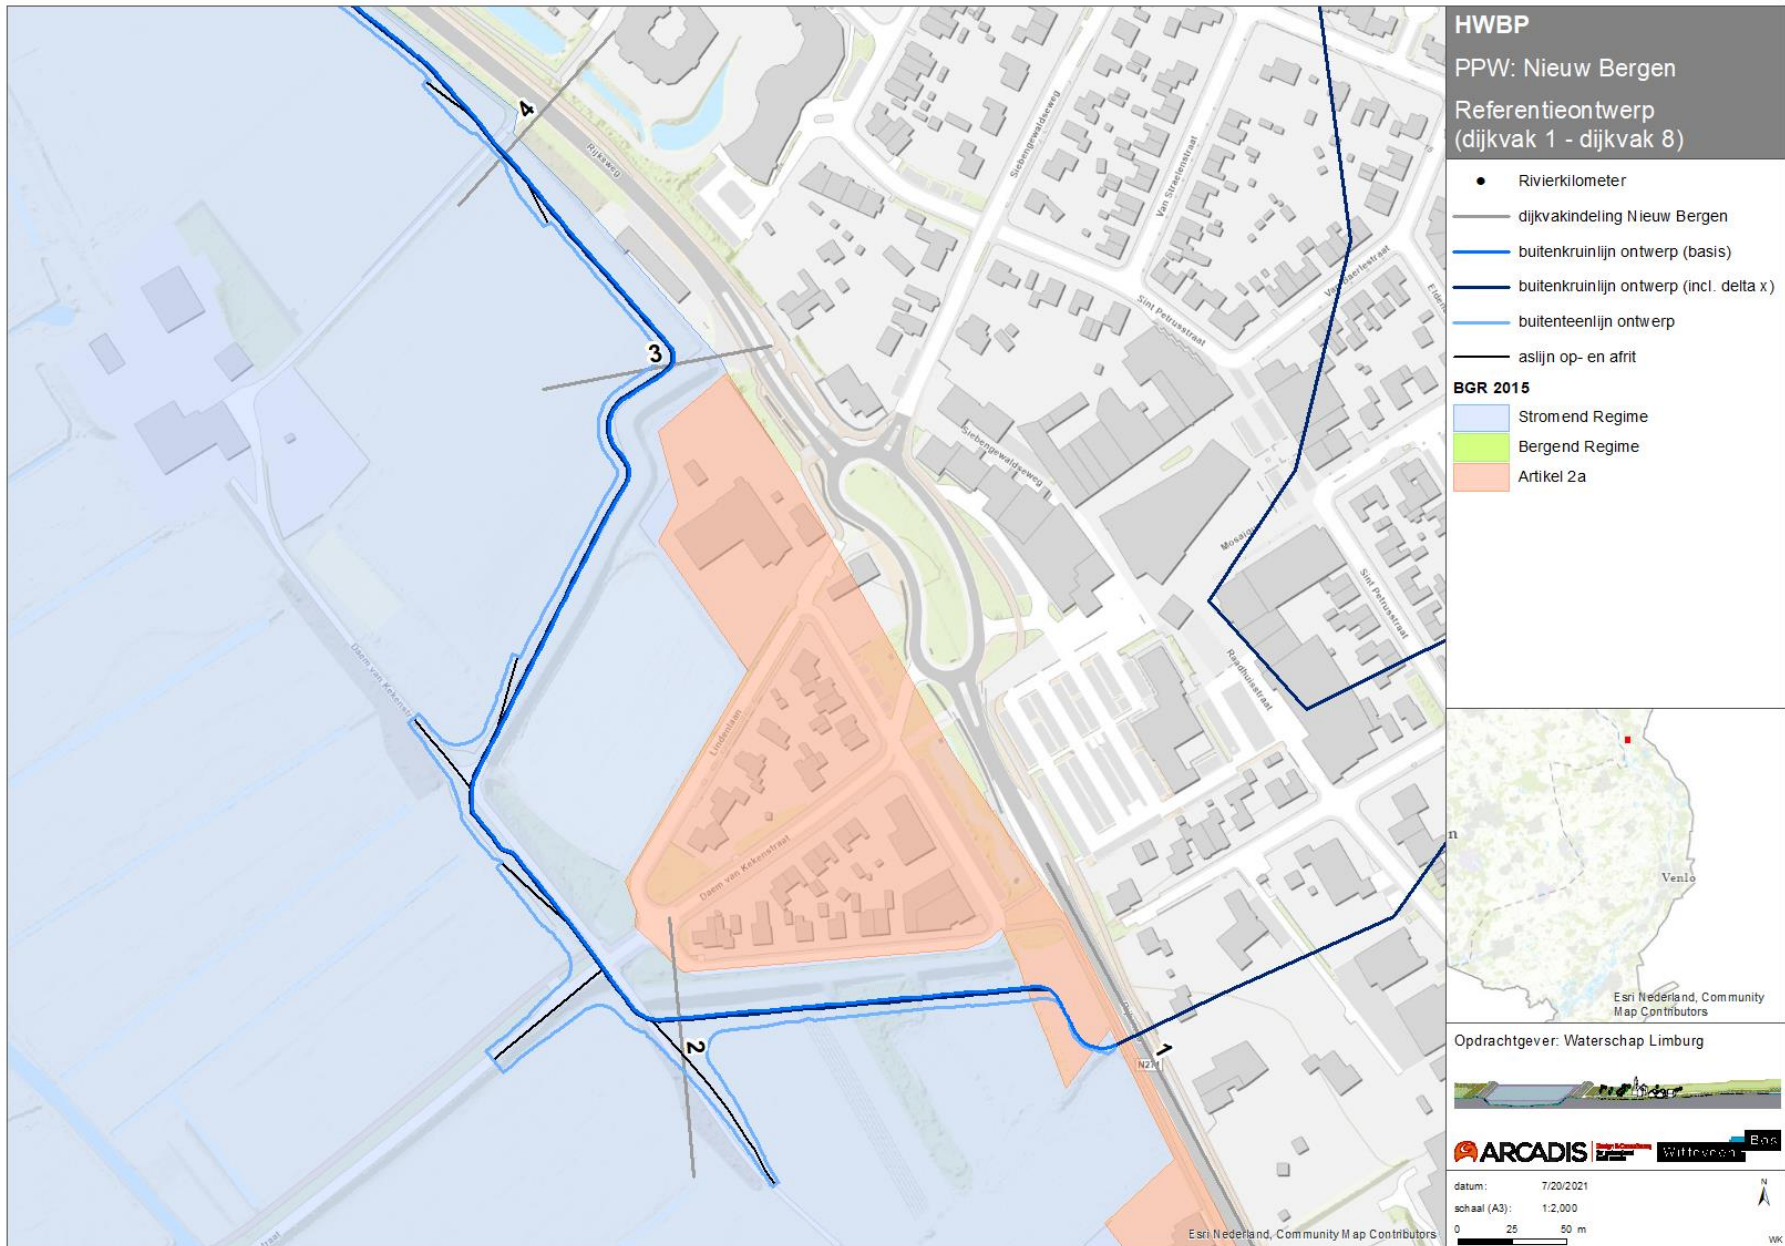 HWBP
PPW: Nieuw Bergen
Referentieontwerp
(dijkvak 1 - dijkvak 8)
Rivierkilometer
dijkvakindeling Nieuw Bergen
buitenkruinlijn ontwerp (basis)
buitenkruinlijn ontwerp (incl. delta x)
buitenteenlijn ontwerp
aslijn op- en afrit
BGR 2015
Stromend Regime
Bergend Regime
Artikel 2a
n
Venlo
Esri Nederland, Community
Map Contributors
Opdrachtgever: Waterschap Limburg
ARCADIS
Witteveen
Bos
datum: 7/20/2021
schaal (A3): 1:2,000
N
0 25 50 m
WK
4
Rijksweg
Siebengewaldseweg
Van Straelenstraat
Sint Petrusstraat
3
Siebengewaldseweg
Mosaïque
Sint Petrusstraat
Raadhuisstraat
Lindenlaan
Daem van Kekenstraat
2
1
N271
straat
Esri Nederland, Community Map Contributors